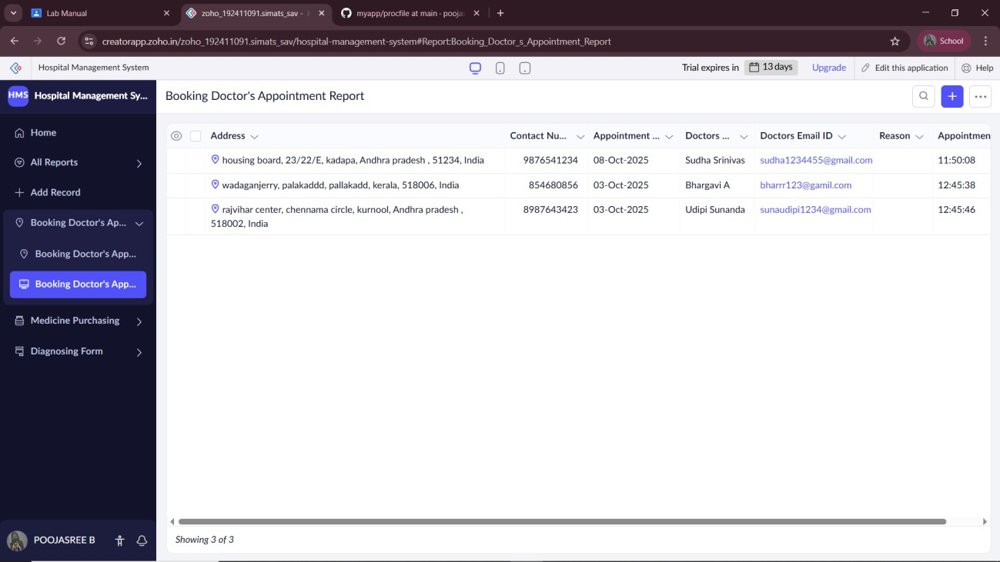 Lab Manual
zoho_192411091.simats_sav -
myapp/procfile at main · pooja
creatorapp.zoho.in/zoho_192411091.simats_sav/hospital-management-system#Report:Booking_Doctor_s_Appointment_Report
School
Hospital Management System
Trial expires in 13 days
Upgrade
Edit this application
Help
HMS Hospital Management Sy...
Home
All Reports
Add Record
Booking Doctor's Ap...
Booking Doctor's App...
Booking Doctor's App...
Medicine Purchasing
Diagnosing Form
POOJASREE B
Booking Doctor's Appointment Report
Address Contact Nu... Appointment ... Doctors ... Doctors Email ID Reason Appointmen
housing board, 23/22/E, kadapa, Andhra pradesh , 51234, India 9876541234 08-Oct-2025 Sudha Srinivas sudha1234455@gmail.com 11:50:08
wadaganjerry, palakaddd, pallakadd, kerala, 518006, India 854680856 03-Oct-2025 Bhargavi A bharrr123@gamil.com 12:45:38
rajvihar center, chennama circle, kurnool, Andhra pradesh , 8987643423 03-Oct-2025 Udipi Sunanda sunaudipi1234@gmail.com 12:45:46
518002, India
Showing 3 of 3